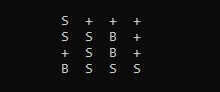 S + + +
S S B +
+ S B +
B S S S